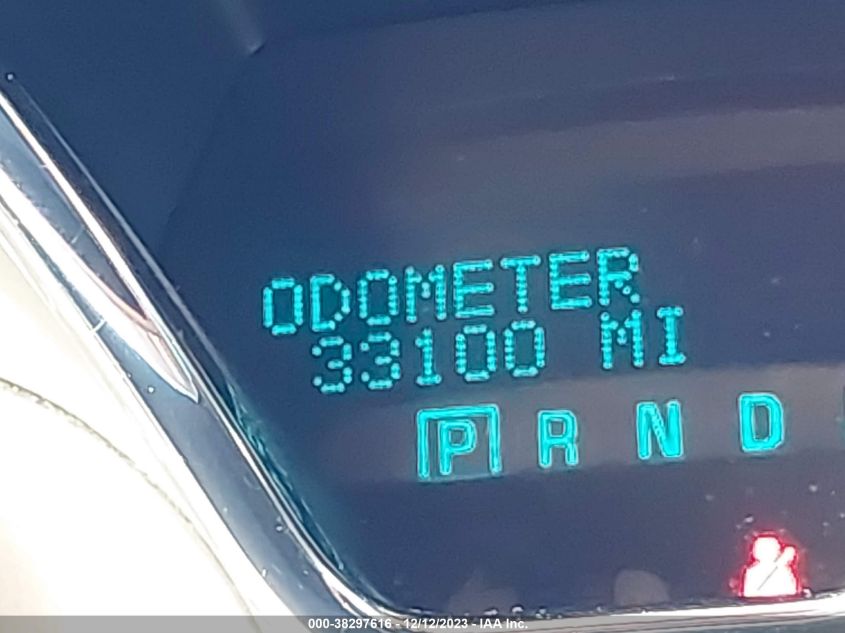 ODOMETER
33100 MI
P R N D
000-38297616 - 12/12/2023 - IAA Inc.